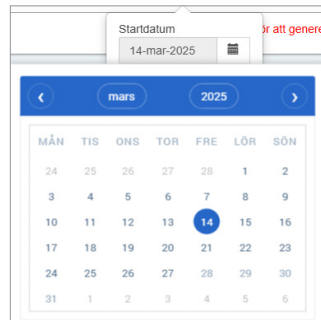 Startdatum
ör att genere
14-mar-2025
mars 2025
MÅN TIS ONS TOR FRE LÖR SÖN
24 25 26 27 28 1 2
3 4 5 6 7 8 9
10 11 12 13 14 15 16
17 18 19 20 21 22 23
24 25 26 27 28 29 30
31 1 2 3 4 5 6